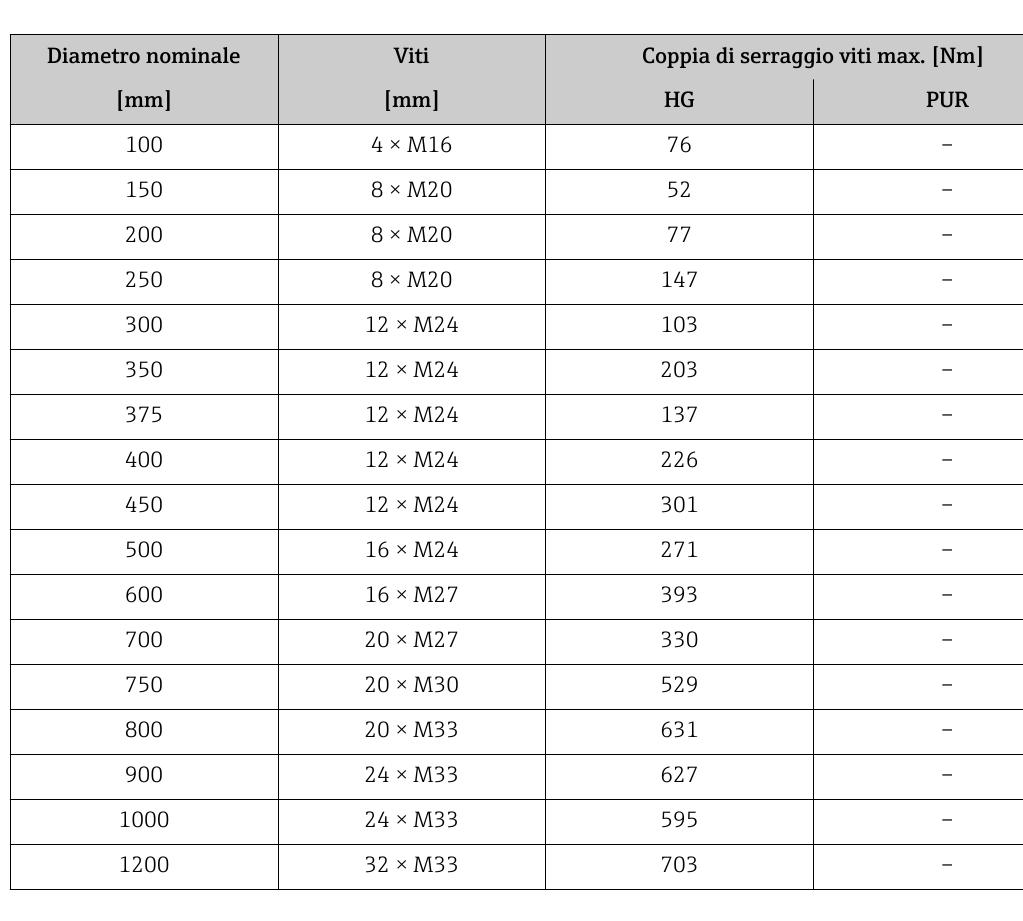 Diametro nominale Viti Coppia di serraggio viti max. [Nm]
[mm] [mm] HG PUR
100 4 × M16 76 –
150 8 × M20 52 –
200 8 × M20 77 –
250 8 × M20 147 –
300 12 × M24 103 –
350 12 × M24 203 –
375 12 × M24 137 –
400 12 × M24 226 –
450 12 × M24 301 –
500 16 × M24 271 –
600 16 × M27 393 –
700 20 × M27 330 –
750 20 × M30 529 –
800 20 × M33 631 –
900 24 × M33 627 –
1000 24 × M33 595 –
1200 32 × M33 703 –